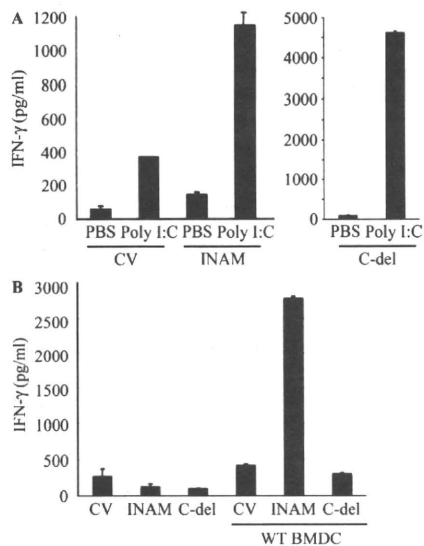 A
IFN-γ (pg/ml)
1200
1000
800
600
400
200
0
PBS Poly I:C PBS Poly I:C
CV INAM
5000
4000
3000
2000
1000
0
PBS Poly I:C
C-del
B
IFN-γ (pg/ml)
3000
2500
2000
1500
1000
500
0
CV INAM C-del CV INAM C-del
WT BMDC